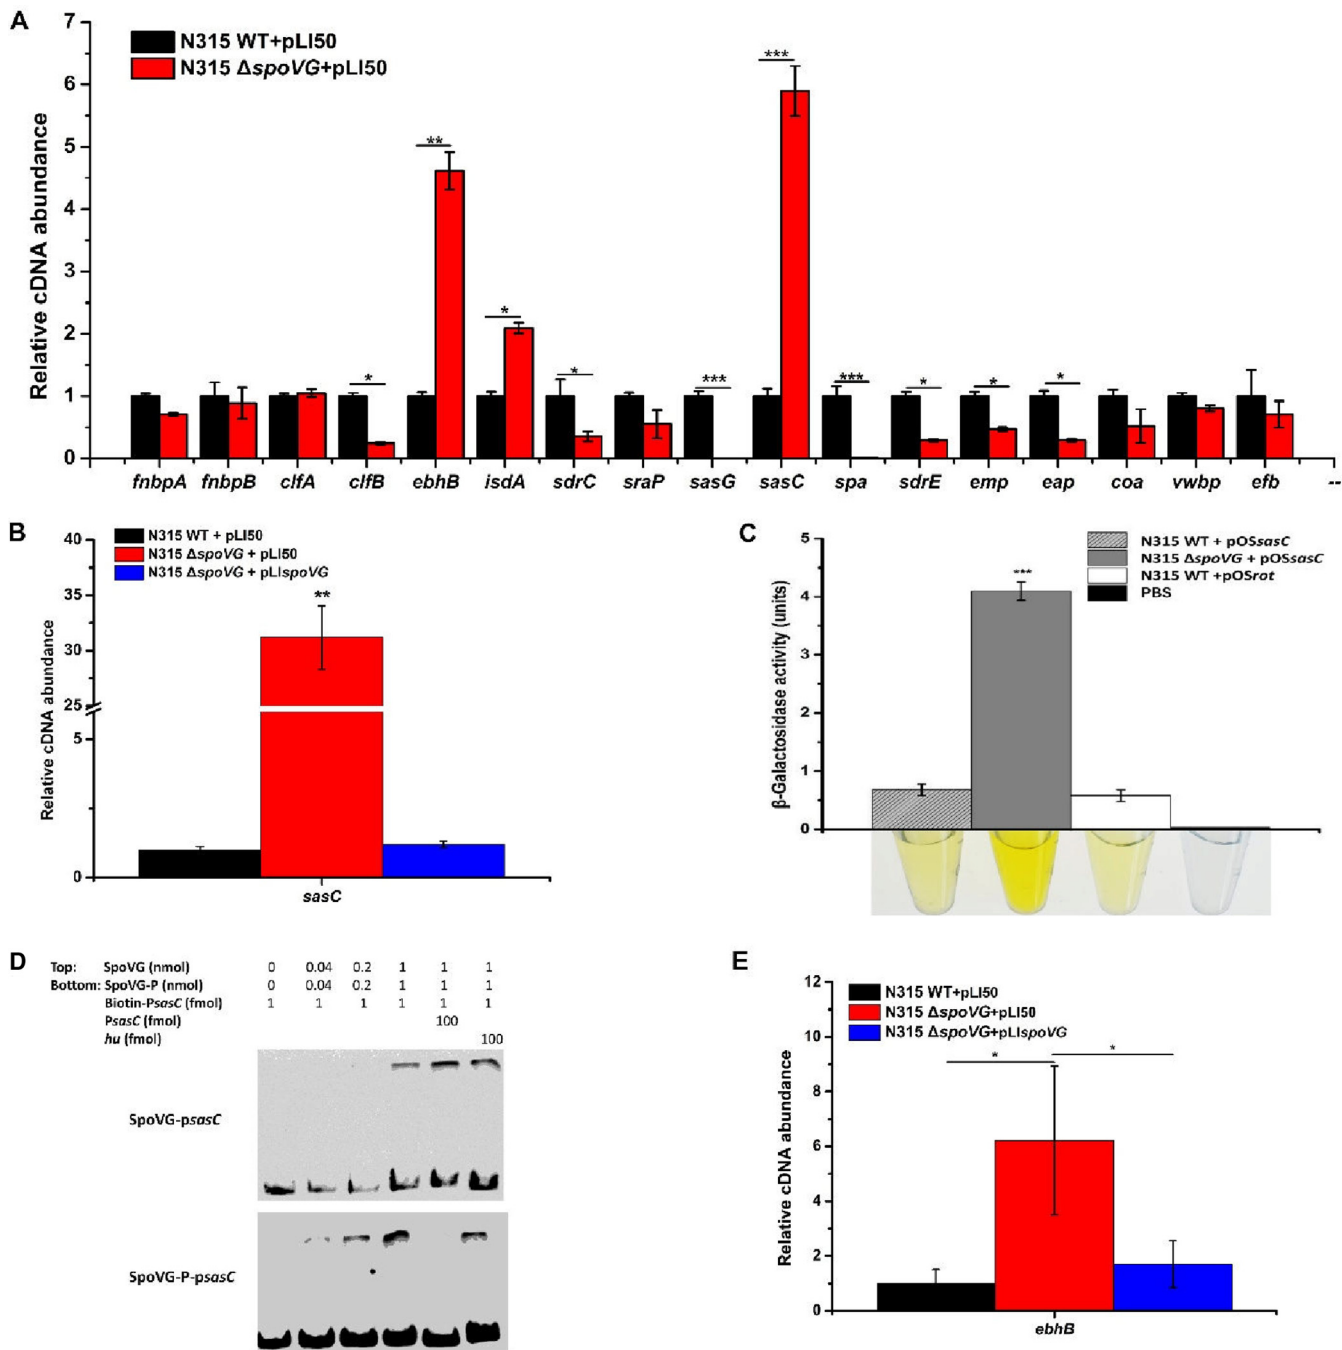 A
Relative cDNA abundance
7
6
5
4
3
2
1
0
N315 WT+pLI50
N315 ΔspoVG+pLI50
*
**
*
*
***
***
***
*
*
*
fnbpA fnbpB clfA clfB ebhB isdA sdrC sraP sasG sasC spa sdrE emp eap coa vwbp efb --
B
Relative cDNA abundance
40
35
30
25
5
0
N315 WT + pLI50
N315 ΔspoVG + pLI50
N315 ΔspoVG + pLIspoVG
**
sasC
C
β-Galactosidase activity (units)
5
4
3
2
1
0
N315 WT + pOSsasC
N315 ΔspoVG + pOSsasC
N315 WT +pOSrot
PBS
***
D
Top: SpoVG (nmol) 0 0.04 0.2 1 1 1
Bottom: SpoVG-P (nmol) 0 0.04 0.2 1 1 1
Biotin-PsasC (fmol) 1 1 1 1 1 1
PsasC (fmol) 100
hu (fmol) 100
SpoVG-psasC
SpoVG-P-psasC
E
Relative cDNA abundance
12
10
8
6
4
2
0
N315 WT+pLI50
N315 ΔspoVG+pLI50
N315 ΔspoVG+pLIspoVG
*
*
ebhB